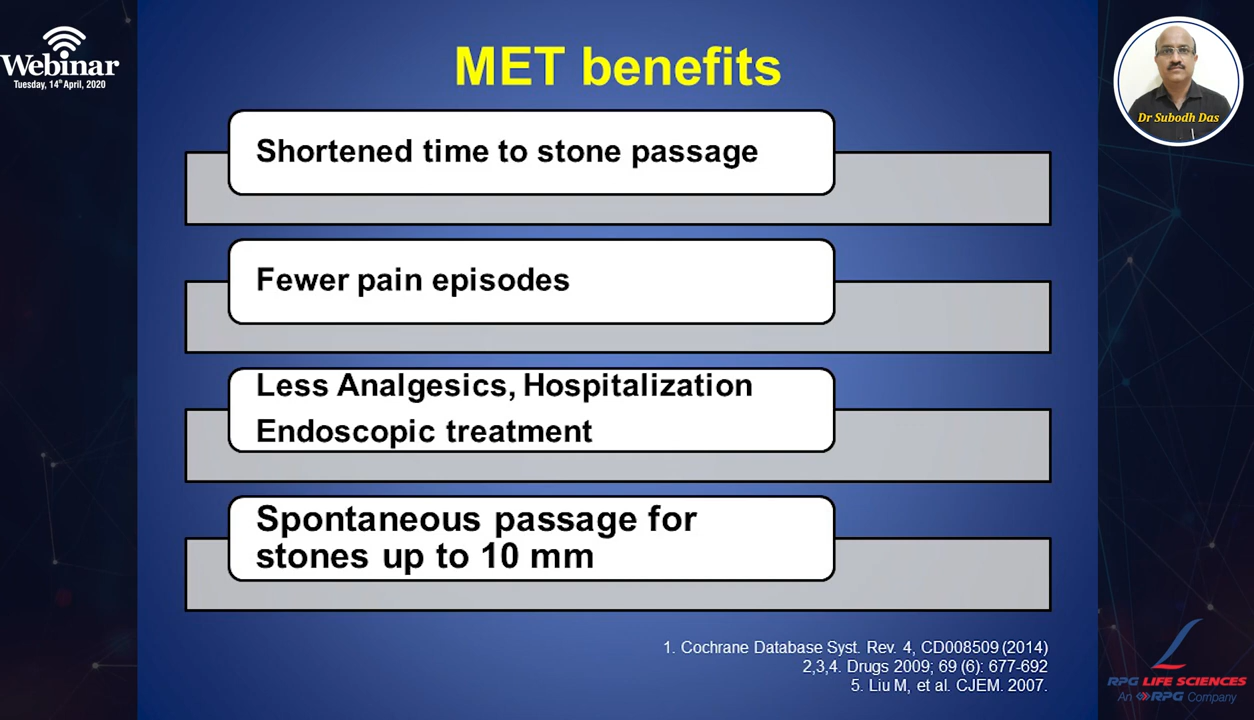 Webinar
Tuesday, 14th April, 2020
MET benefits
Dr Subodh Das
Shortened time to stone passage
Fewer pain episodes
Less Analgesics, Hospitalization
Endoscopic treatment
Spontaneous passage for
stones up to 10 mm
1. Cochrane Database Syst. Rev. 4, CD008509 (2014)
2,3,4. Drugs 2009; 69 (6): 677-692
5. Liu M, et al. CJEM. 2007.
RPG LIFE SCIENCES
An RPG Company